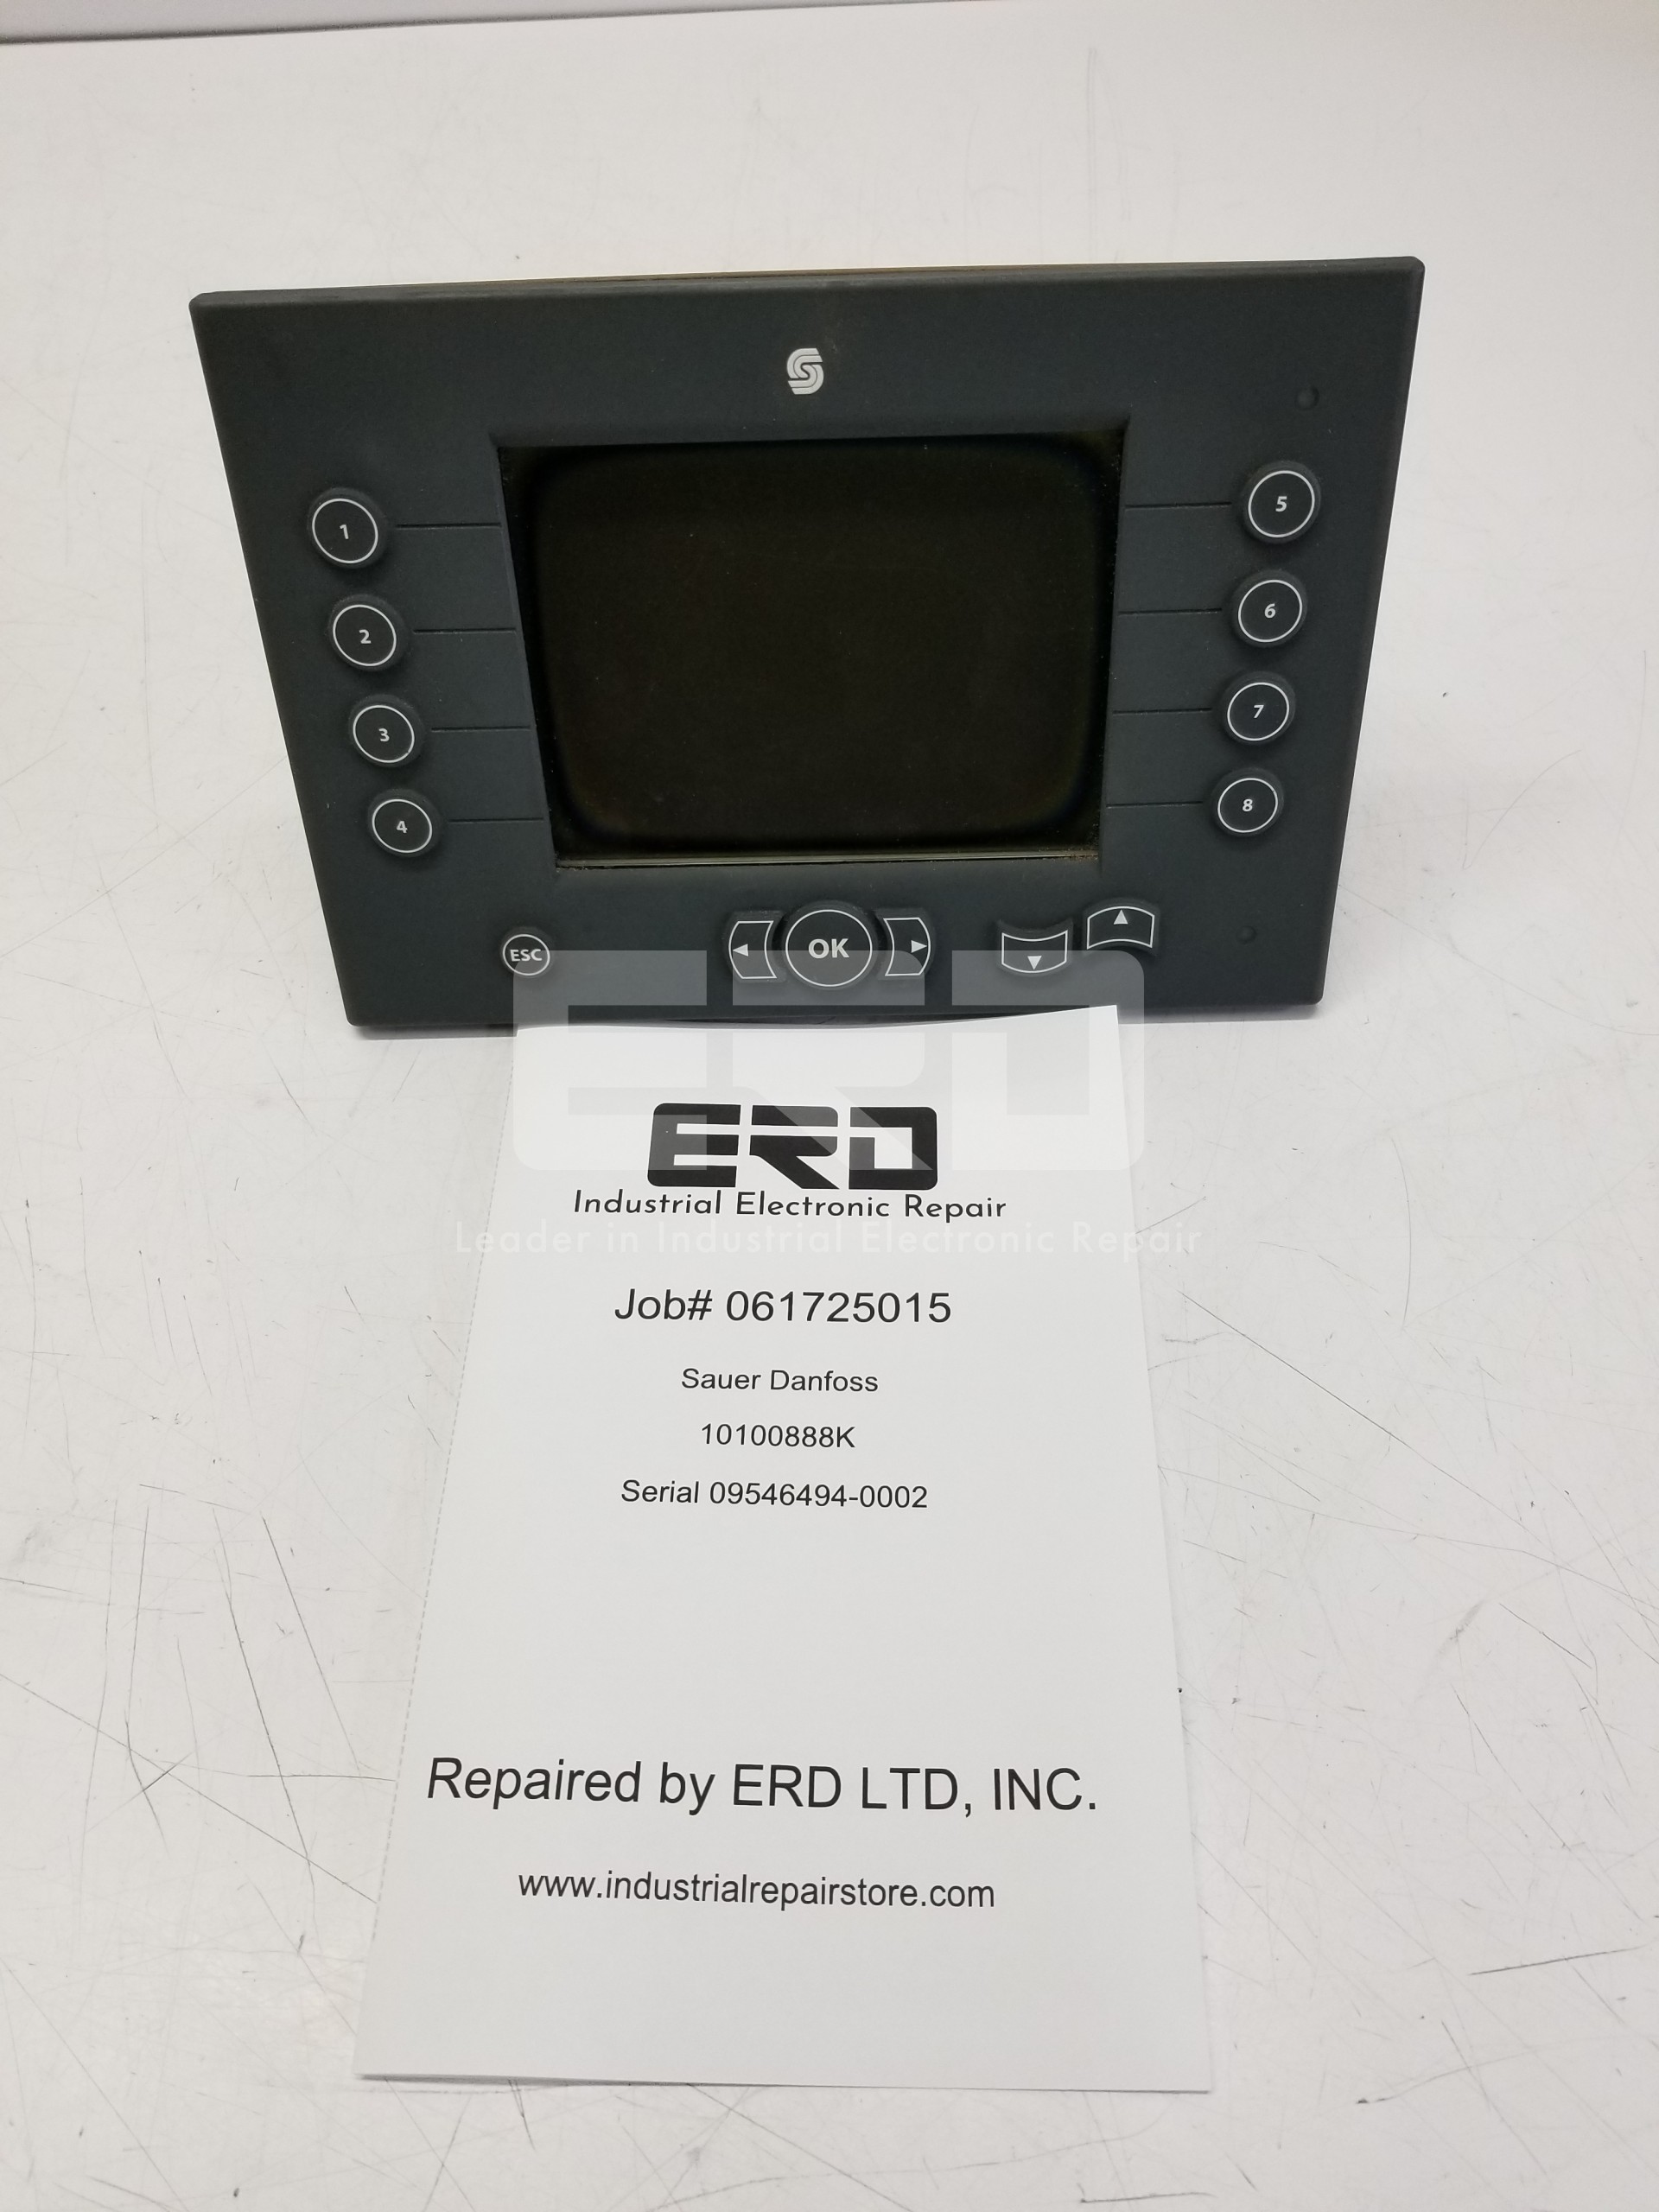 1
5
2
6
3
7
4
8
ESC
OK
ERD
ERD
Industrial Electronic Repair
Leader in Industrial Electronic Repair
Job# 061725015
Sauer Danfoss
10100888K
Serial 09546494-0002
Repaired by ERD LTD, INC.
www.industrialrepairstore.com